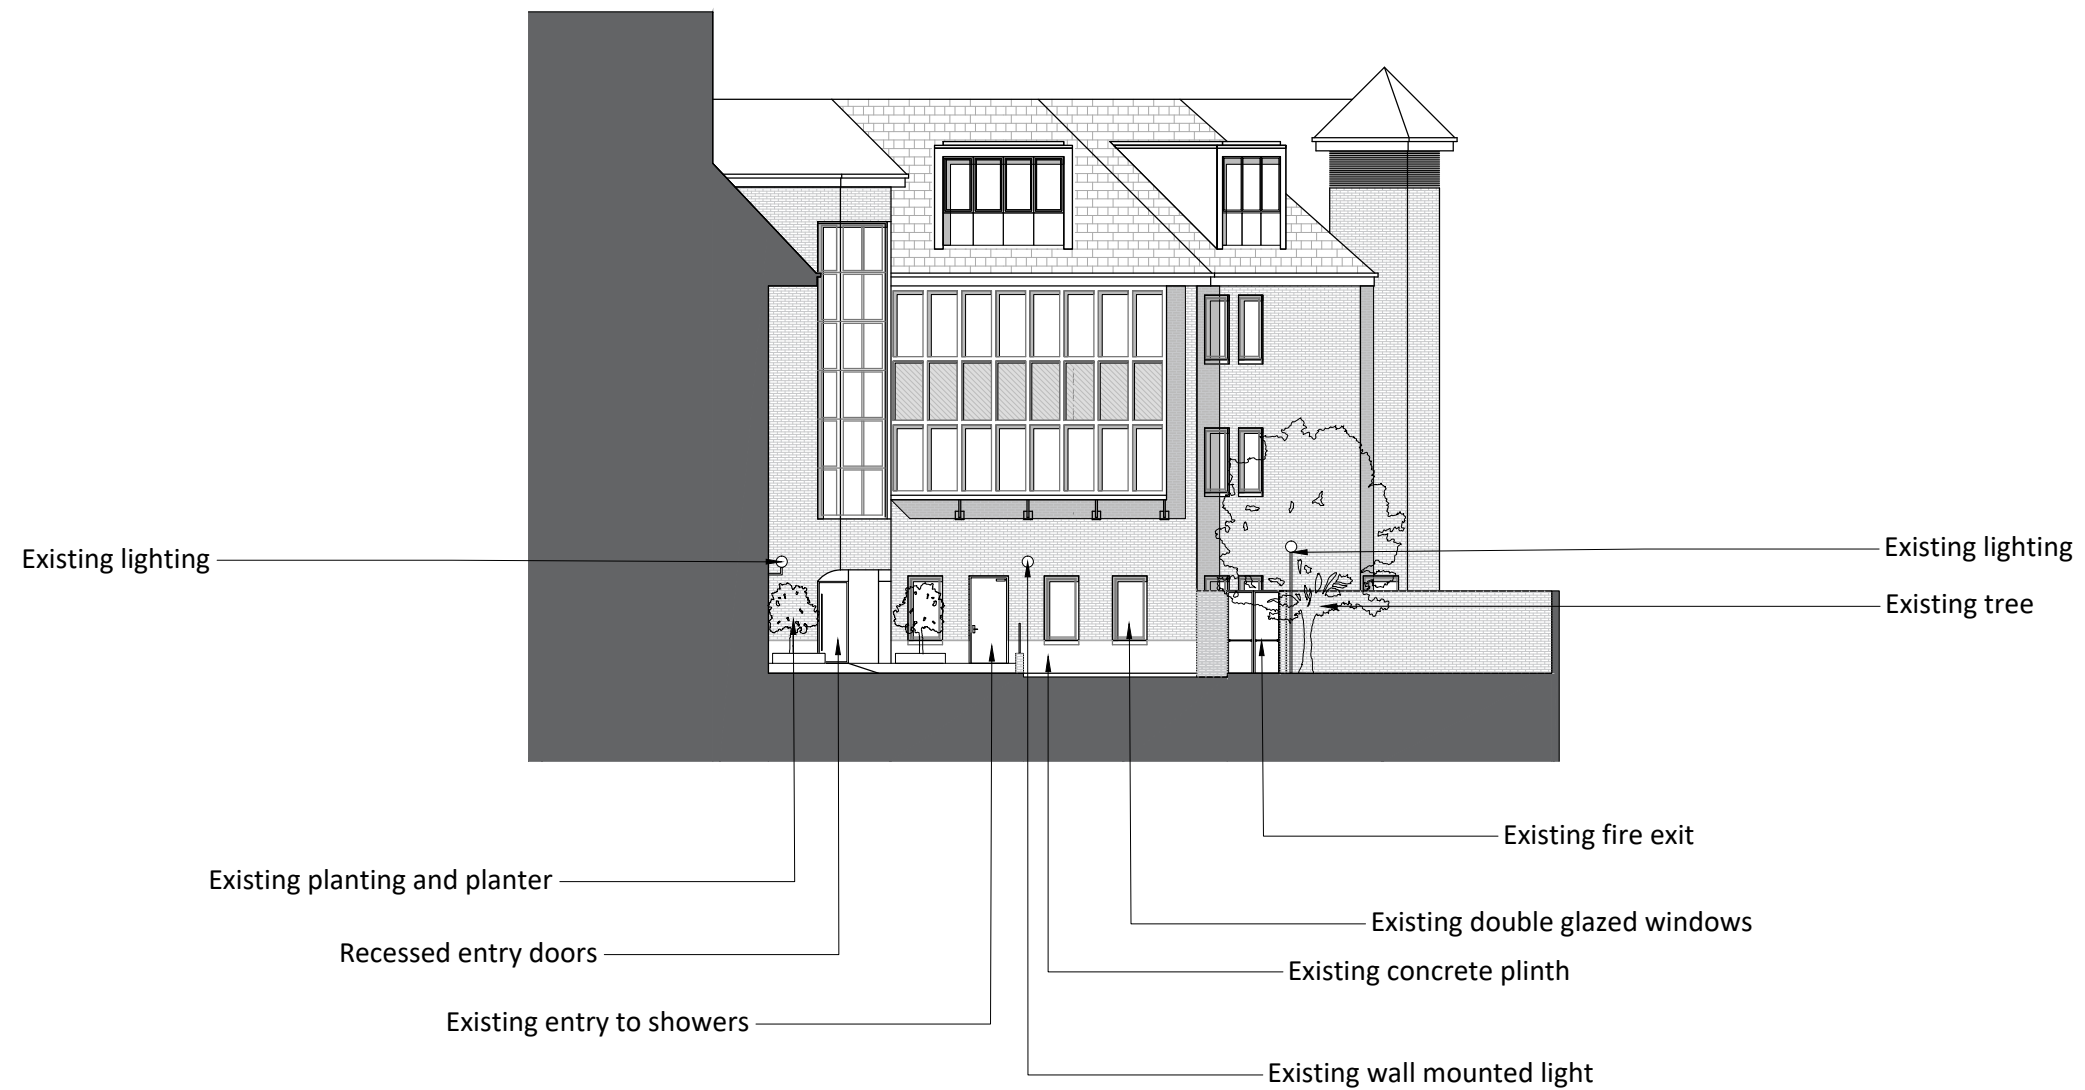 Existing lighting
Existing lighting
Existing tree
Existing fire exit
Existing planting and planter
Existing double glazed windows
Recessed entry doors
Existing concrete plinth
Existing entry to showers
Existing wall mounted light